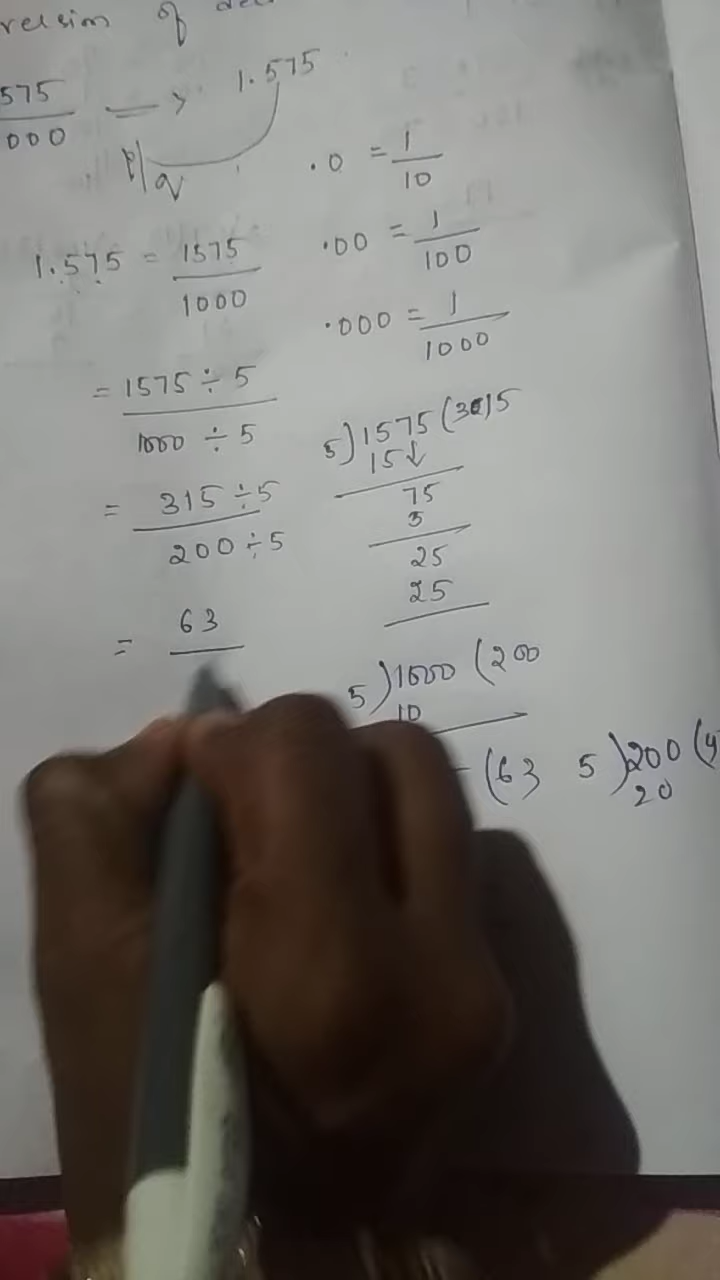 of
575
000
1.575
P/q
.0 = 1
10
1.575 = 1575
1000
.00 = 1
100
.000 = 1
1000
= 1575 ÷ 5
1000 ÷ 5
5)1575(
15↓
75
5
25
25
= 315 ÷ 5
200 ÷ 5
= 63
5)1000(200
10
(63
5)200(4
20